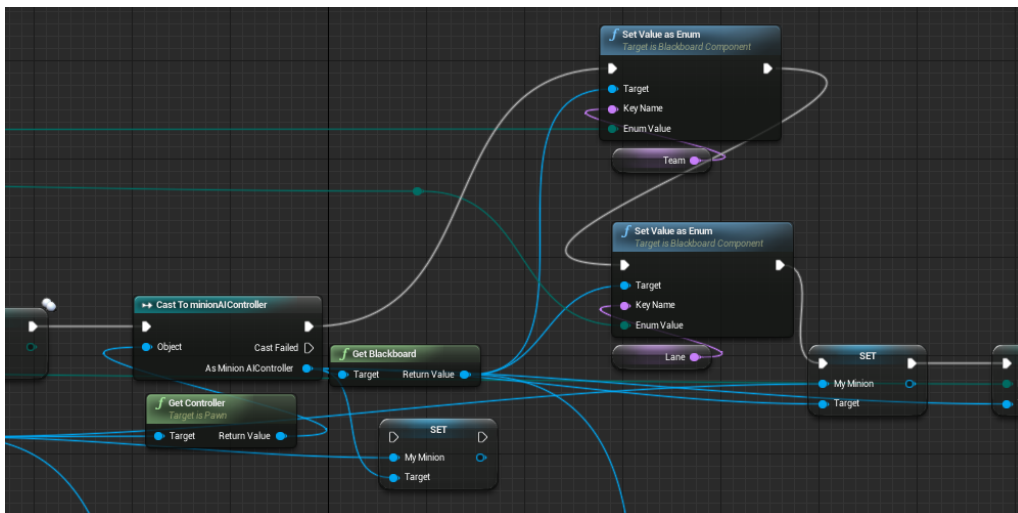 Set Value as Enum
Target is Blackboard Component
Target
Key Name
Enum Value
Team
Set Value as Enum
Target is Blackboard Component
Target
Key Name
Enum Value
Lane
Cast To minionAIController
Object
Cast Failed
As Minion AIController
Get Blackboard
Target
Return Value
Get Controller
Target is Pawn
Target
Return Value
SET
My Minion
Target
SET
My Minion
Target